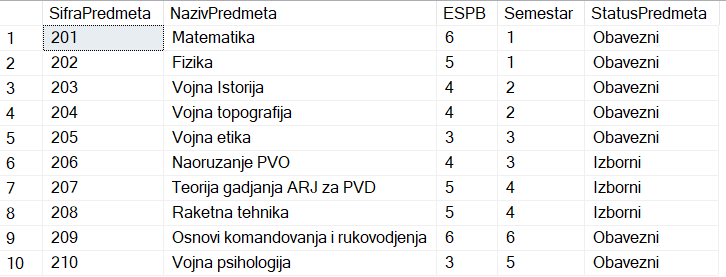 SifraPredmeta NazivPredmeta ESPB Semestar StatusPredmeta
1 201 Matematika 6 1 Obavezni
2 202 Fizika 5 1 Obavezni
3 203 Vojna Istorija 4 2 Obavezni
4 204 Vojna topografija 4 2 Obavezni
5 205 Vojna etika 3 3 Obavezni
6 206 Naoruzanje PVO 4 3 Izborni
7 207 Teorija gadjanja ARJ za PVD 5 4 Izborni
8 208 Raketna tehnika 5 4 Izborni
9 209 Osnovi komandovanja i rukovodjenja 6 6 Obavezni
10 210 Vojna psihologija 3 5 Obavezni